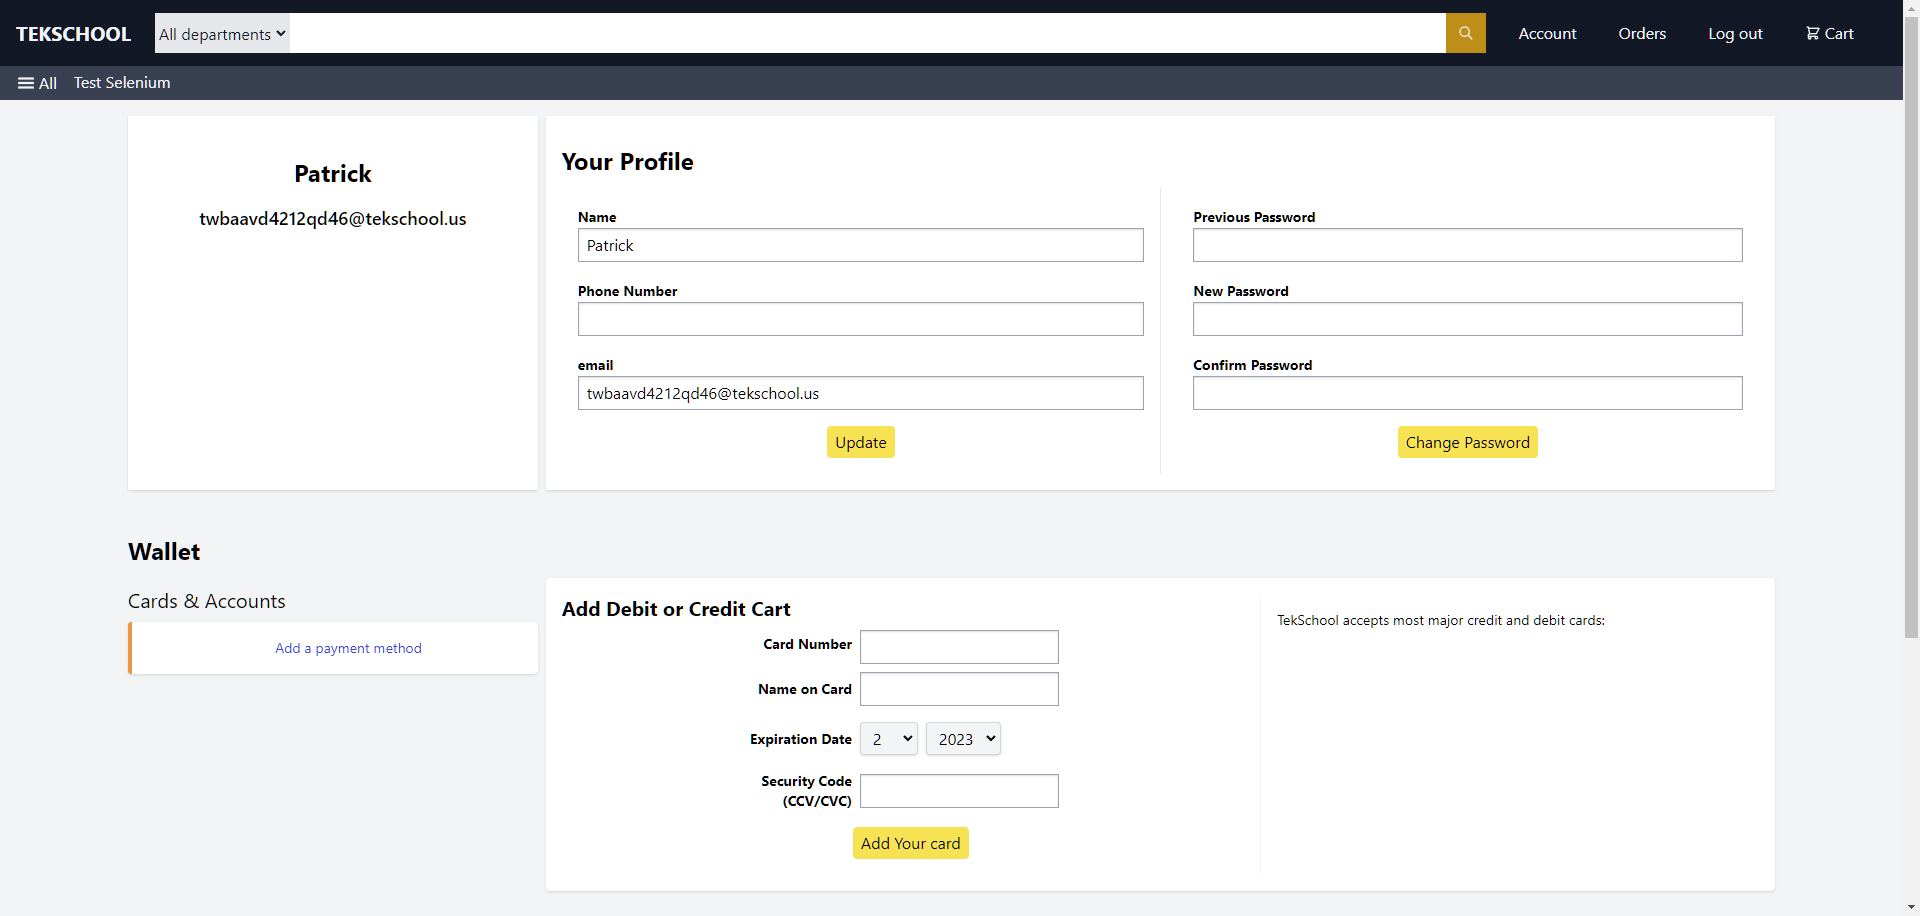 TEKSCHOOL
All departments
Account
Orders
Log out
Cart
All
Test Selenium
Patrick
twbaavd4212qd46@tekschool.us
Your Profile
Name
Patrick
Phone Number
email
twbaavd4212qd46@tekschool.us
Update
Previous Password
New Password
Confirm Password
Change Password
Wallet
Cards & Accounts
Add a payment method
Add Debit or Credit Cart
Card Number
Name on Card
Expiration Date
2
2023
Security Code
(CCV/CVC)
Add Your card
TekSchool accepts most major credit and debit cards: